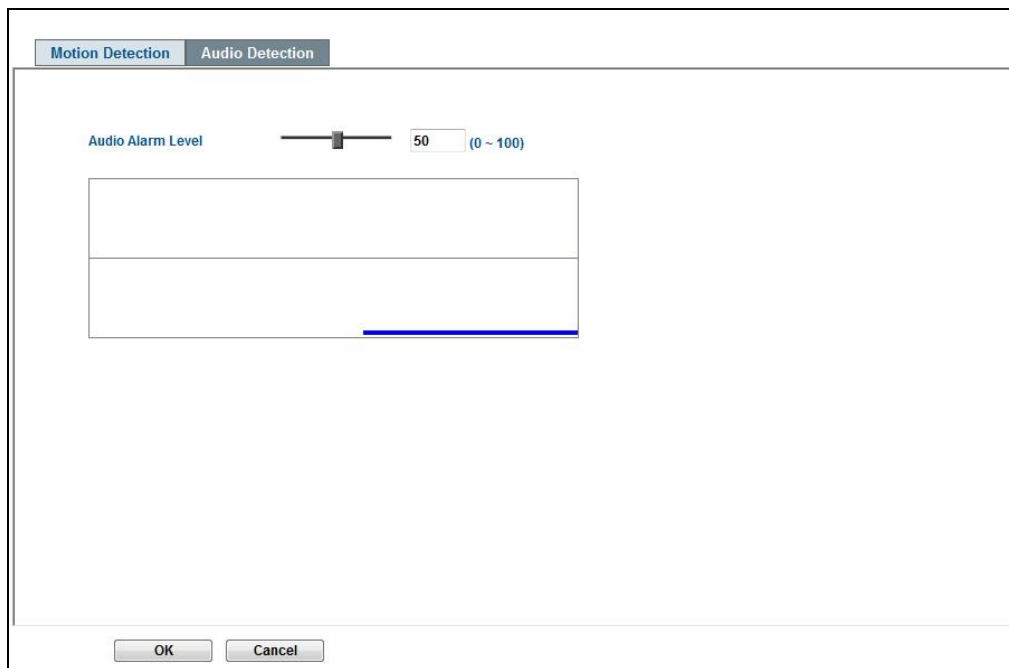 Motion Detection Audio Detection
Audio Alarm Level 50 (0 ~ 100)
OK Cancel